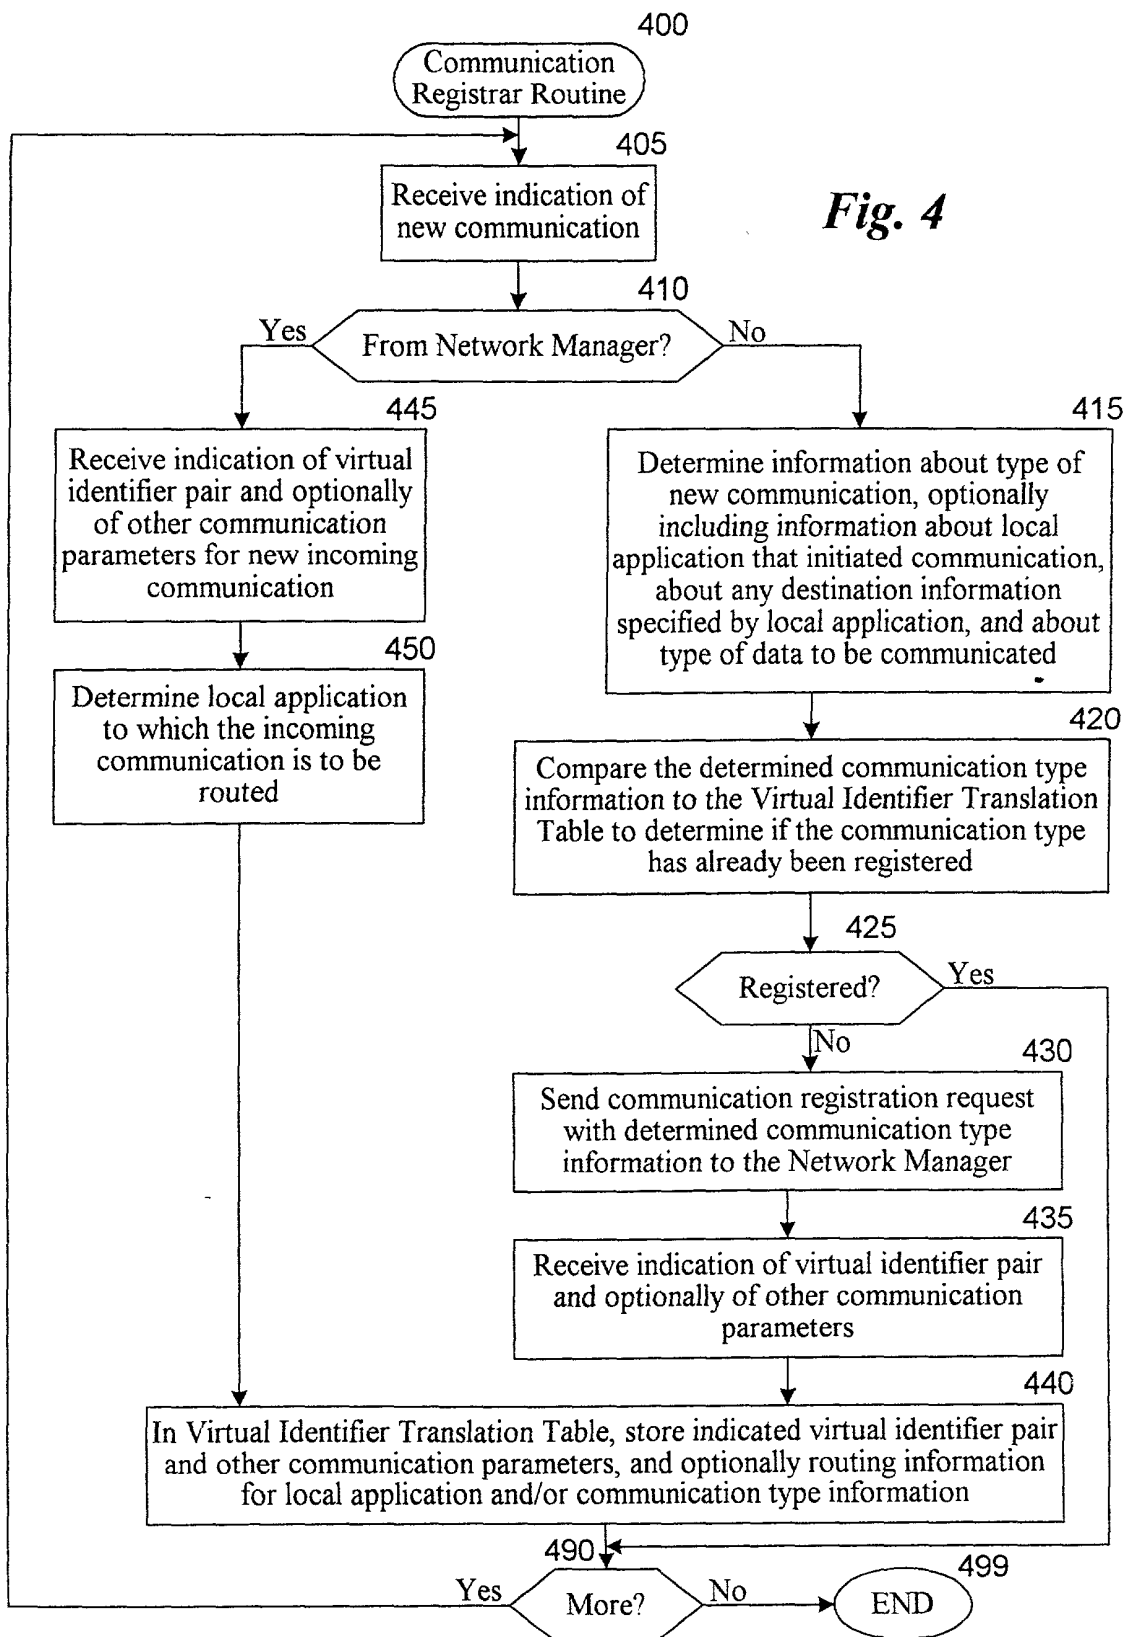 400
Communication
Registrar Routine
405
Receive indication of
new communication
Fig. 4
410
Yes
From Network Manager?
No
445
Receive indication of virtual
identifier pair and optionally
of other communication
parameters for new incoming
communication
415
Determine information about type of
new communication, optionally
including information about local
application that initiated communication,
about any destination information
specified by local application, and about
type of data to be communicated
450
Determine local application
to which the incoming
communication is to be
routed
420
Compare the determined communication type
information to the Virtual Identifier Translation
Table to determine if the communication type
has already been registered
425
Registered?
Yes
No
430
Send communication registration request
with determined communication type
information to the Network Manager
435
Receive indication of virtual identifier pair
and optionally of other communication
parameters
440
In Virtual Identifier Translation Table, store indicated virtual identifier pair
and other communication parameters, and optionally routing information
for local application and/or communication type information
490
Yes
More?
No
499
END